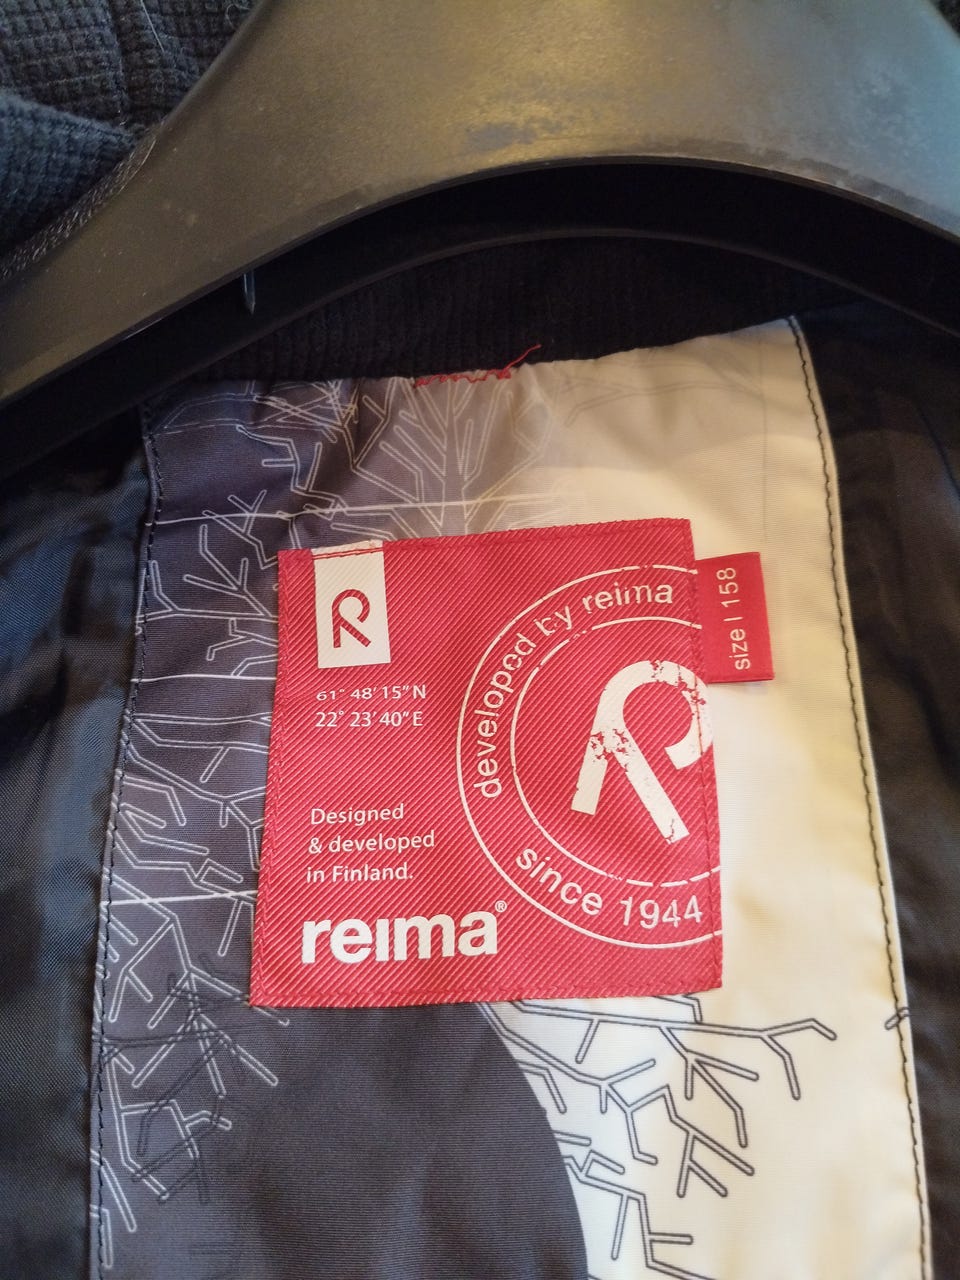 61° 48' 15" N
22° 23' 40" E
Designed
& developed
in Finland.
reima®
developed by reima
since 1944
size | 158